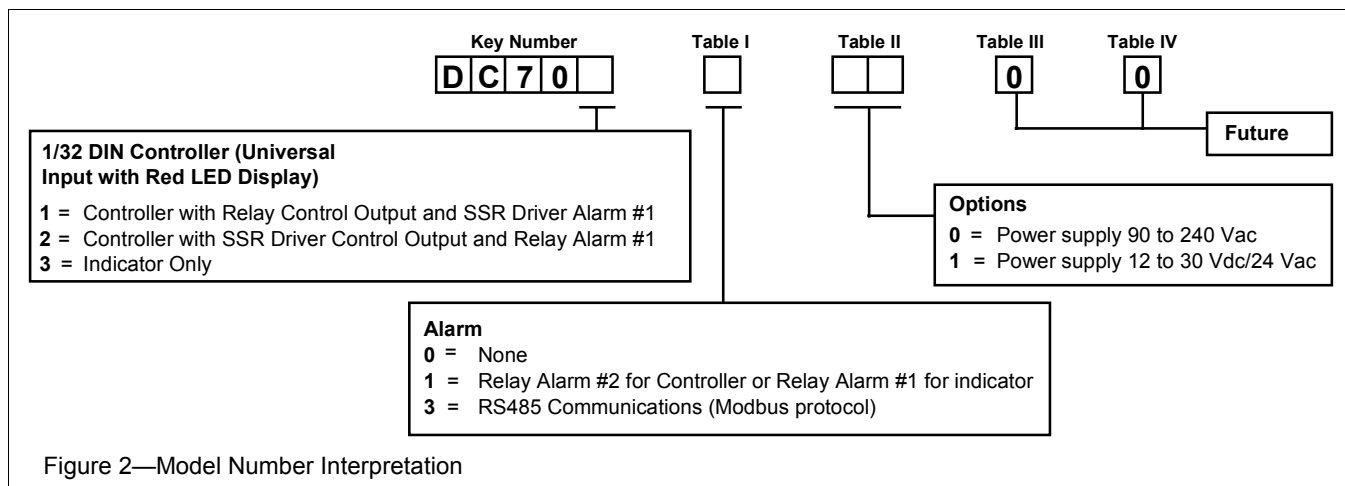 Key Number Table I Table II Table III Table IV
D C 7 0 0 0
Future
1/32 DIN Controller (Universal
Input with Red LED Display)
1 = Controller with Relay Control Output and SSR Driver Alarm #1
2 = Controller with SSR Driver Control Output and Relay Alarm #1
3 = Indicator Only
Options
0 = Power supply 90 to 240 Vac
1 = Power supply 12 to 30 Vdc/24 Vac
Alarm
0 = None
1 = Relay Alarm #2 for Controller or Relay Alarm #1 for indicator
3 = RS485 Communications (Modbus protocol)
Figure 2—Model Number Interpretation